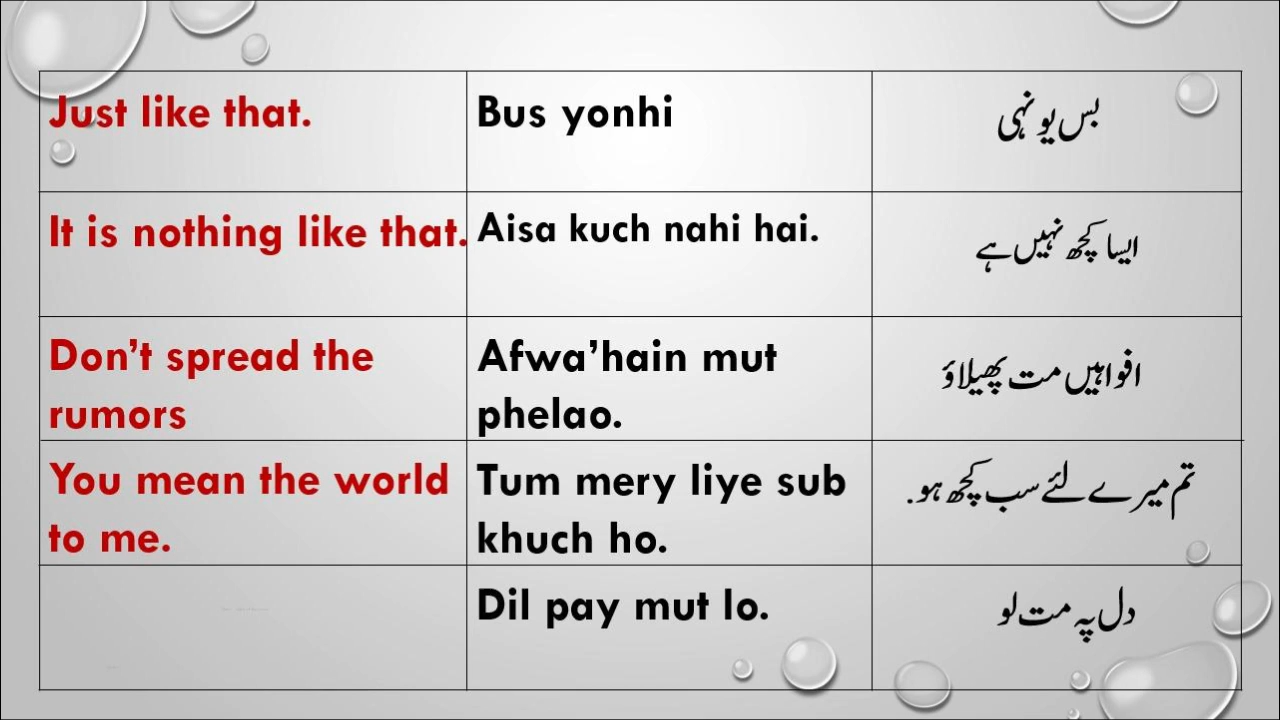 Just like that.
Bus yonhi
بس یونہی
It is nothing like that.
Aisa kuch nahi hai.
ایسا کچھ نہیں ہے
Don't spread the
rumors
Afwa'hain mut
phelao.
افواہیں مت پھیلاؤ
You mean the world
to me.
Tum mery liye sub
khuch ho.
تم میرے لئے سب کچھ ہو.
Dil pay mut lo.
دل پہ مت لو